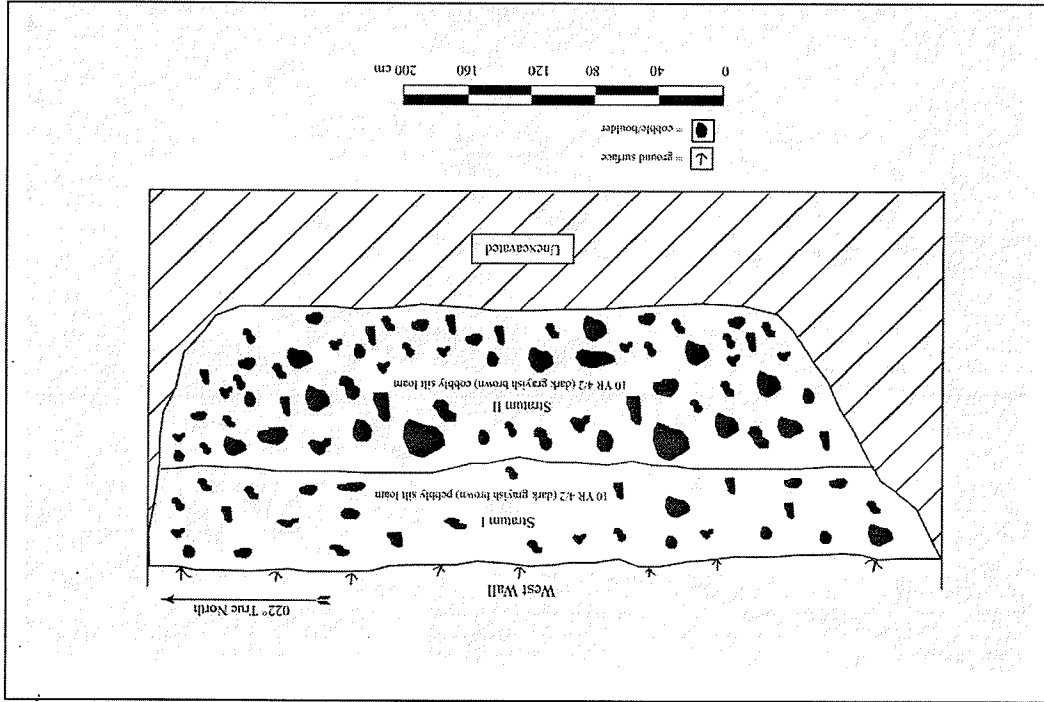 West Wall
022° True North
Stratum I
10 YR 4/2 (dark grayish brown) pebbly silt loam
Stratum II
10 YR 4/2 (dark grayish brown) cobbly silt loam
Unexcavated
= ground surface
= cobble/boulder
0 40 80 120 160 200 cm